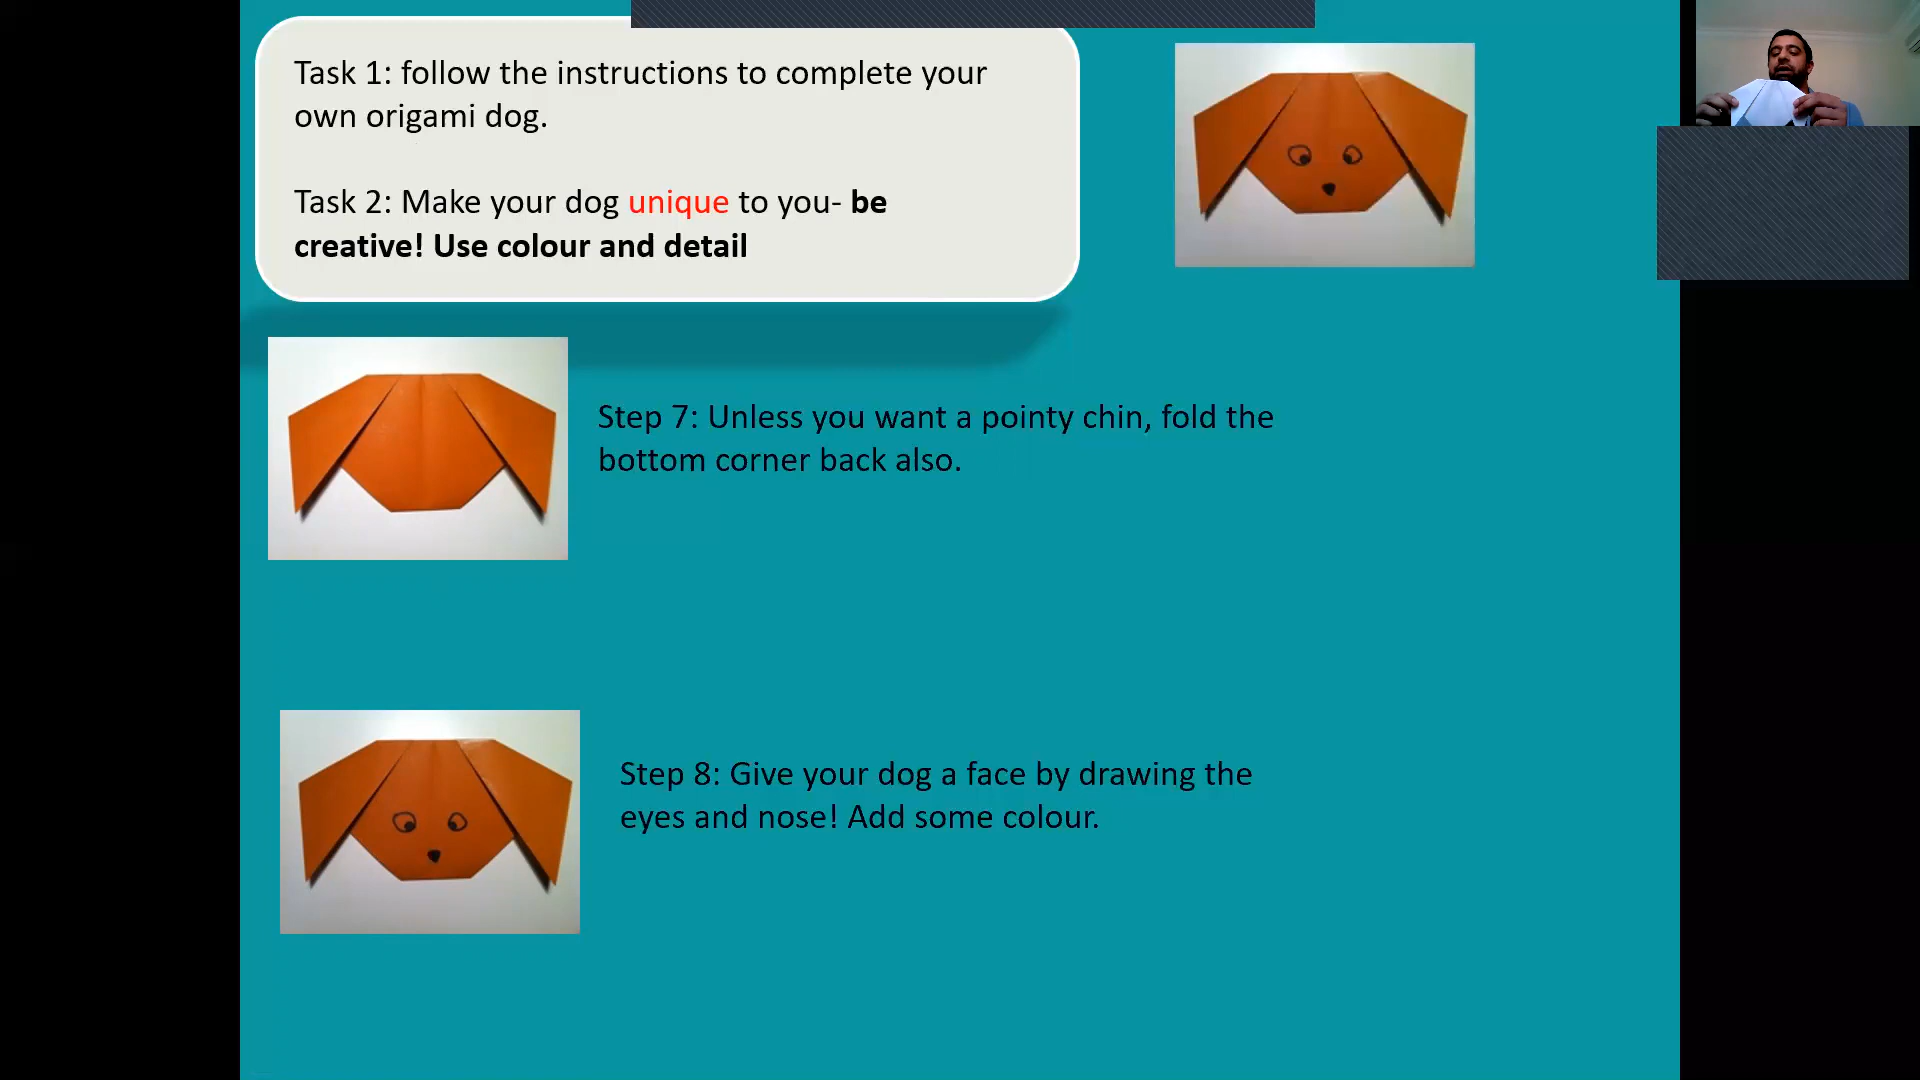 Task 1: follow the instructions to complete your
own origami dog.
Task 2: Make your dog unique to you- be
creative! Use colour and detail
Step 7: Unless you want a pointy chin, fold the
bottom corner back also.
Step 8: Give your dog a face by drawing the
eyes and nose! Add some colour.